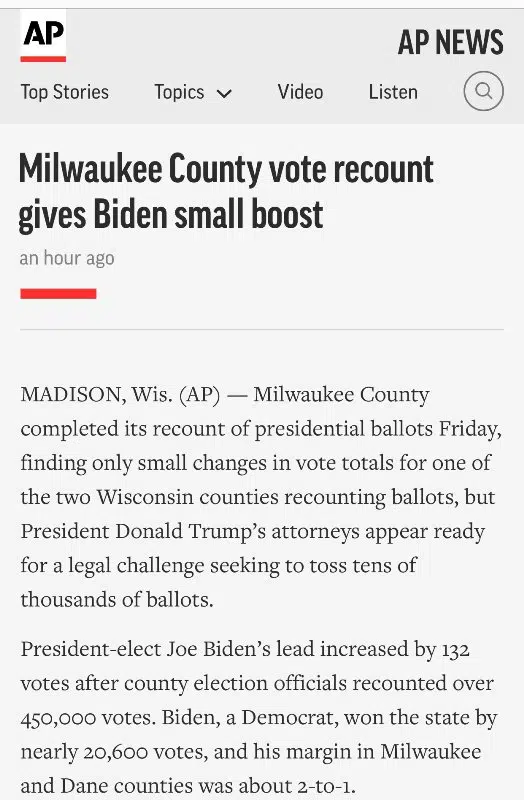 AP
AP NEWS
Top Stories Topics Video Listen
Milwaukee County vote recount
gives Biden small boost
an hour ago
MADISON, Wis. (AP) — Milwaukee County
completed its recount of presidential ballots Friday,
finding only small changes in vote totals for one of
the two Wisconsin counties recounting ballots, but
President Donald Trump’s attorneys appear ready
for a legal challenge seeking to toss tens of
thousands of ballots.
President-elect Joe Biden’s lead increased by 132
votes after county election officials recounted over
450,000 votes. Biden, a Democrat, won the state by
nearly 20,600 votes, and his margin in Milwaukee
and Dane counties was about 2-to-1.